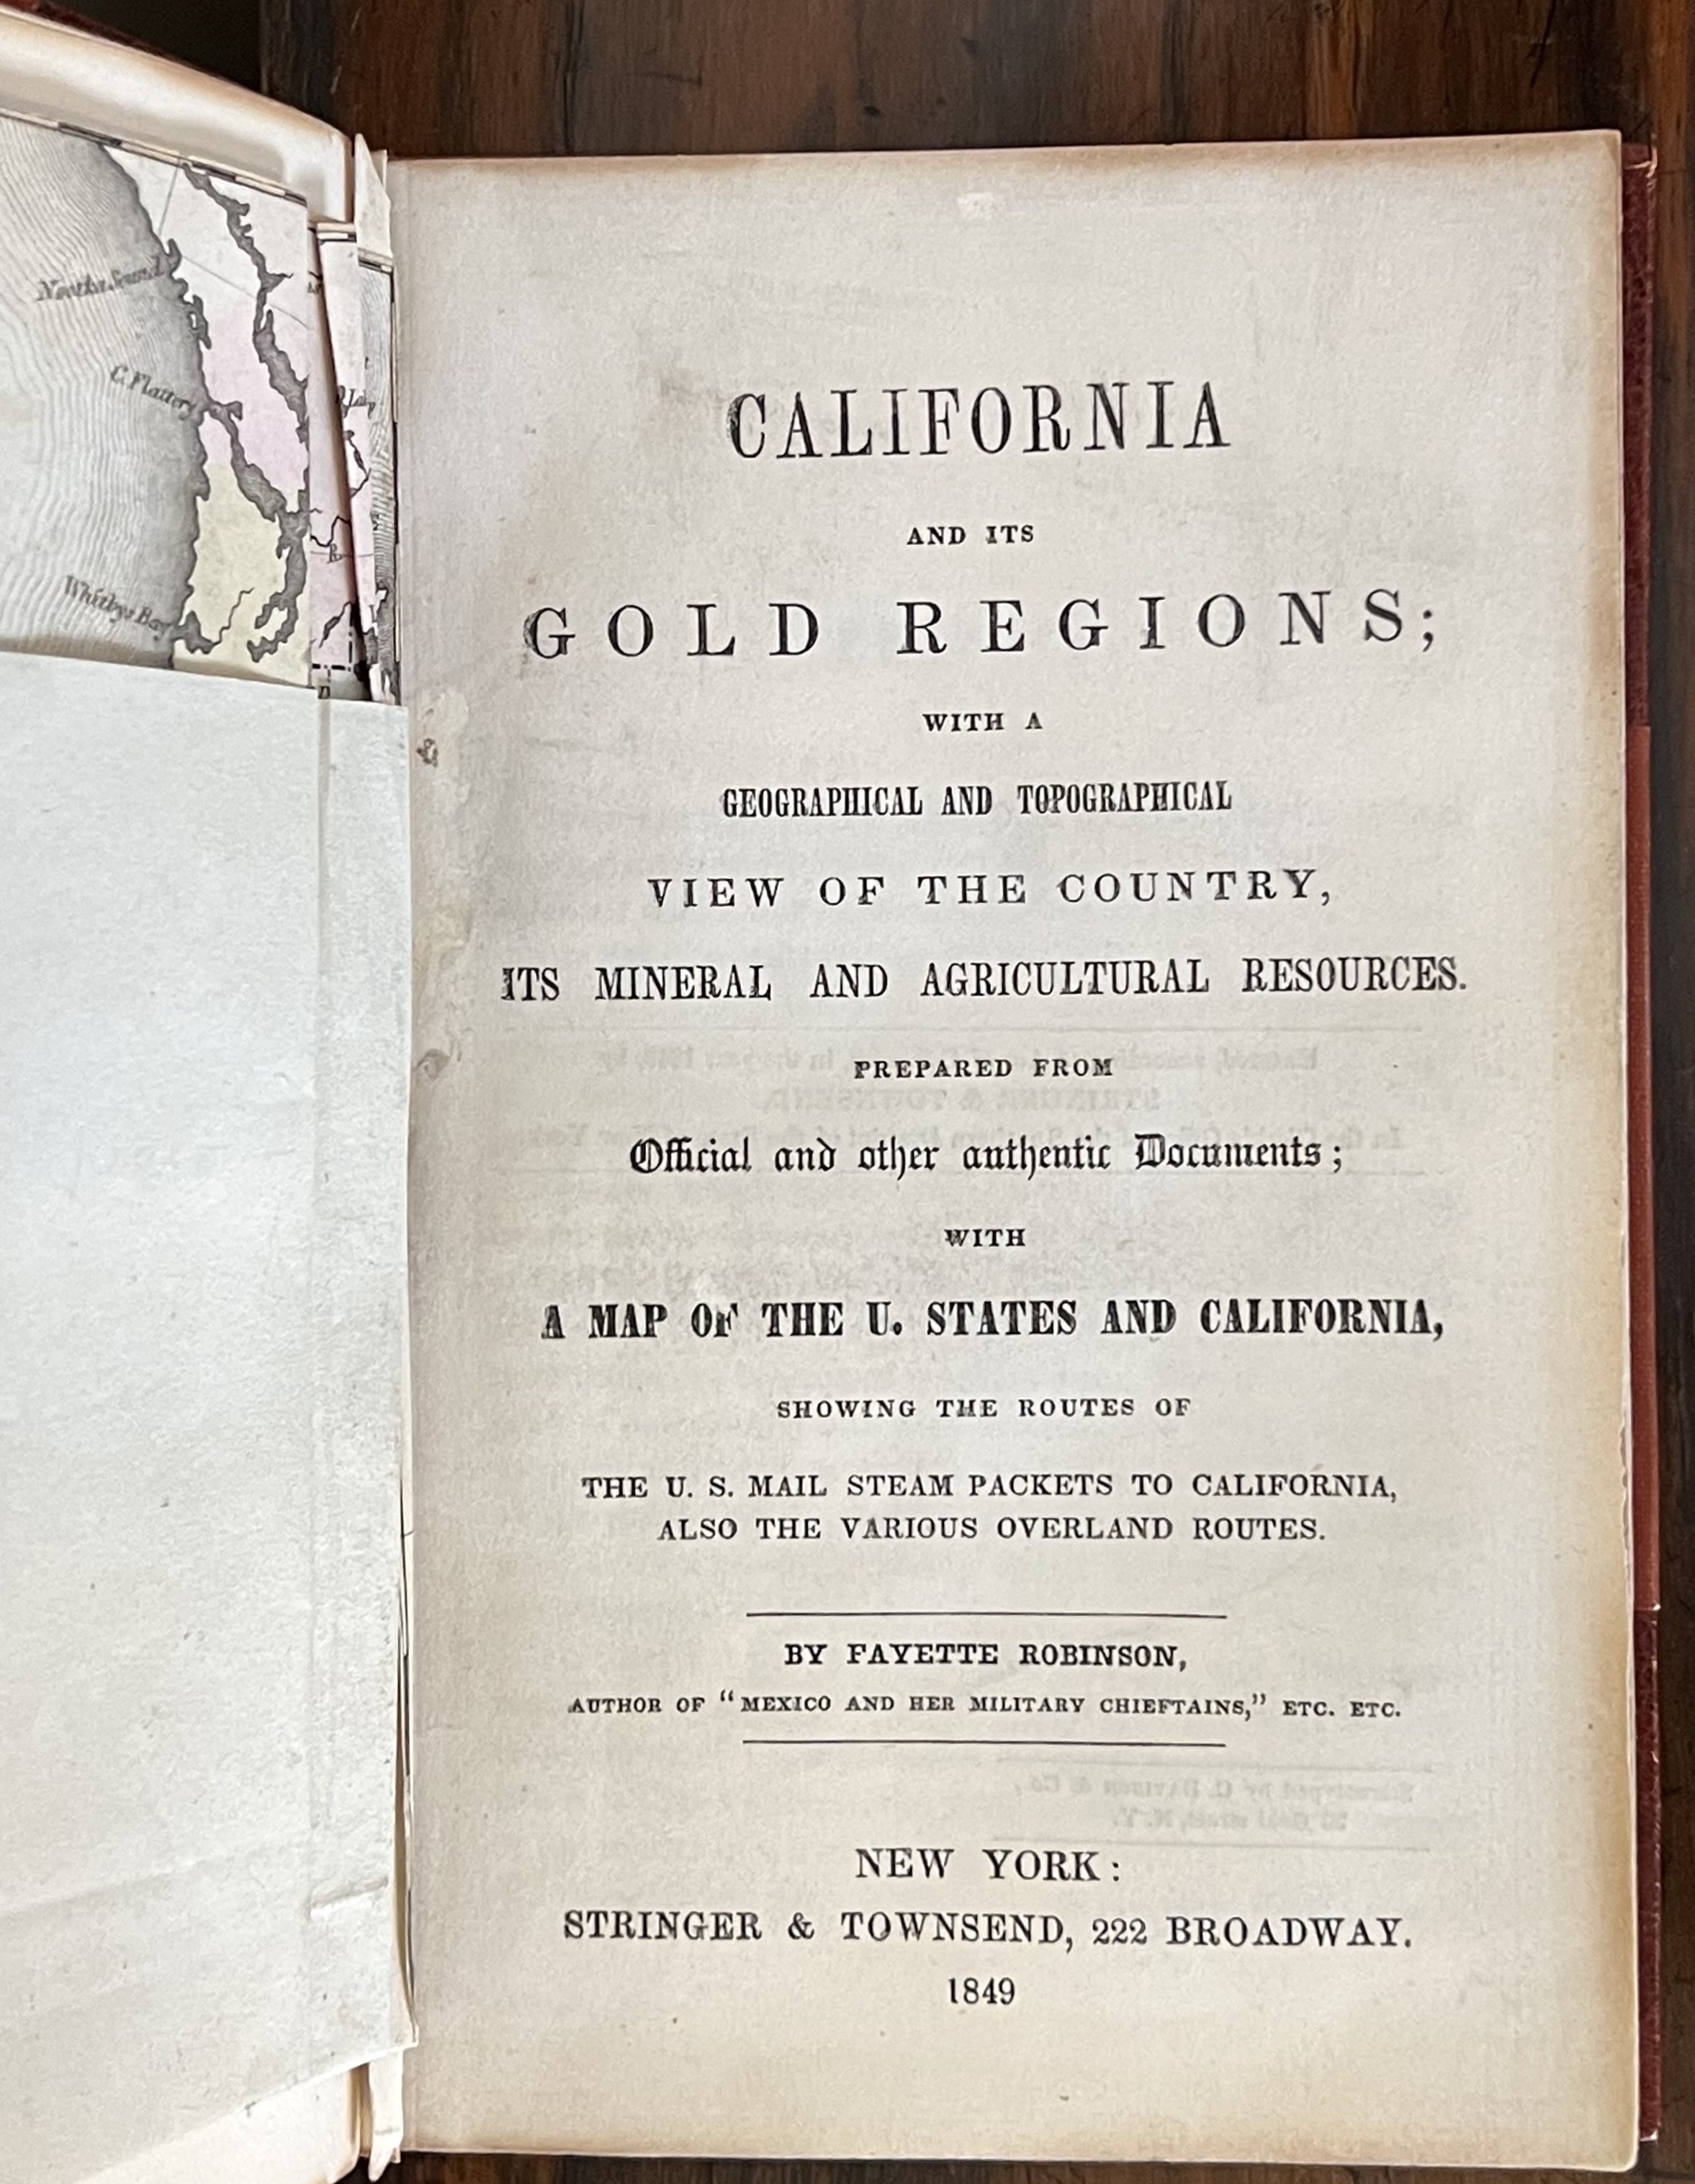 Nootka Sound
C. Flattery
Whitbys Bay
R
CALIFORNIA
AND ITS
GOLD REGIONS;
WITH A
GEOGRAPHICAL AND TOPOGRAPHICAL
VIEW OF THE COUNTRY,
ITS MINERAL AND AGRICULTURAL RESOURCES.
PREPARED FROM
Official and other authentic Documents;
WITH
A MAP OF THE U. STATES AND CALIFORNIA,
SHOWING THE ROUTES OF
THE U. S. MAIL STEAM PACKETS TO CALIFORNIA,
ALSO THE VARIOUS OVERLAND ROUTES.
BY FAYETTE ROBINSON,
AUTHOR OF "MEXICO AND HER MILITARY CHIEFTAINS," ETC. ETC.
NEW YORK:
STRINGER & TOWNSEND, 222 BROADWAY.
1849